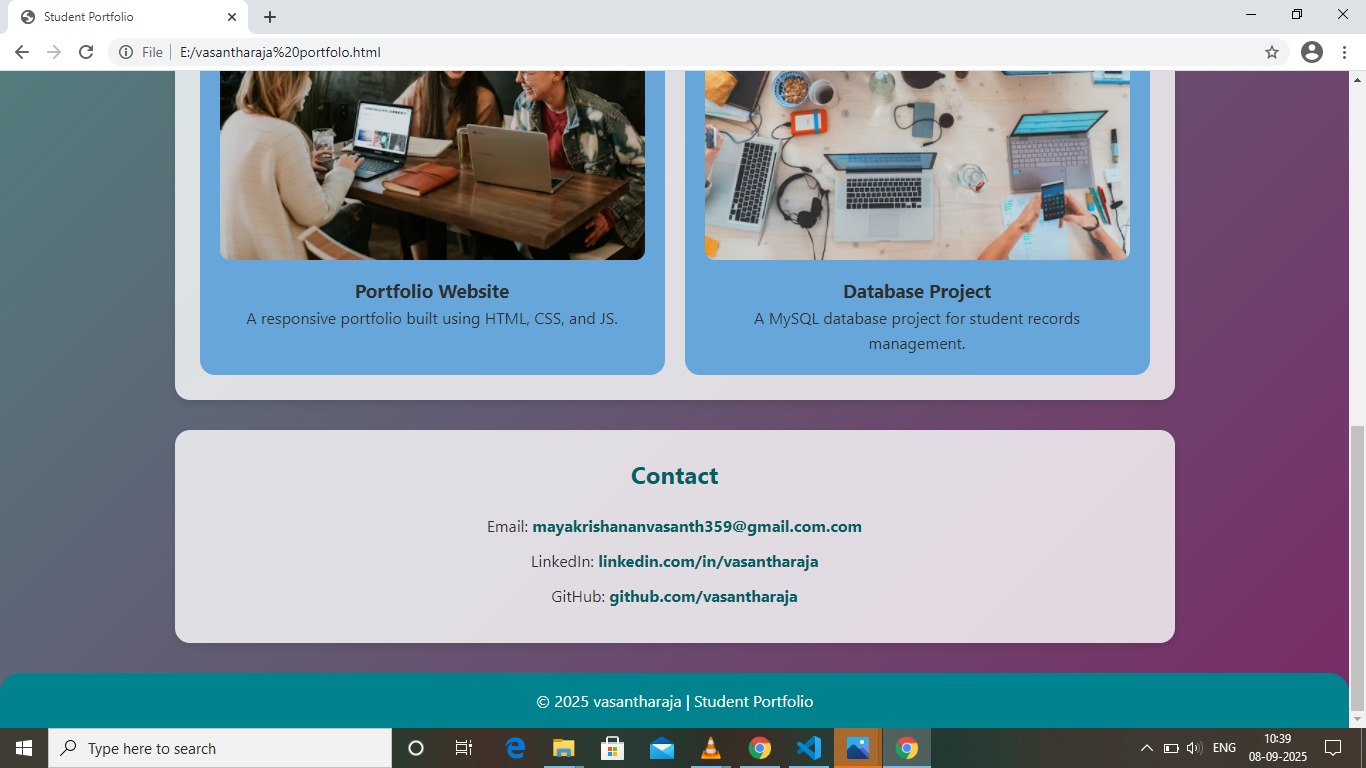 Student Portfolio
File
E:/vasantharaja%20portfolo.html
Portfolio Website
A responsive portfolio built using HTML, CSS, and JS.
Database Project
A MySQL database project for student records
management.
Contact
Email: mayakrishananvasanth359@gmail.com.com
LinkedIn: linkedin.com/in/vasantharaja
GitHub: github.com/vasantharaja
© 2025 vasantharaja | Student Portfolio
Type here to search
ENG
10:39
08-09-2025